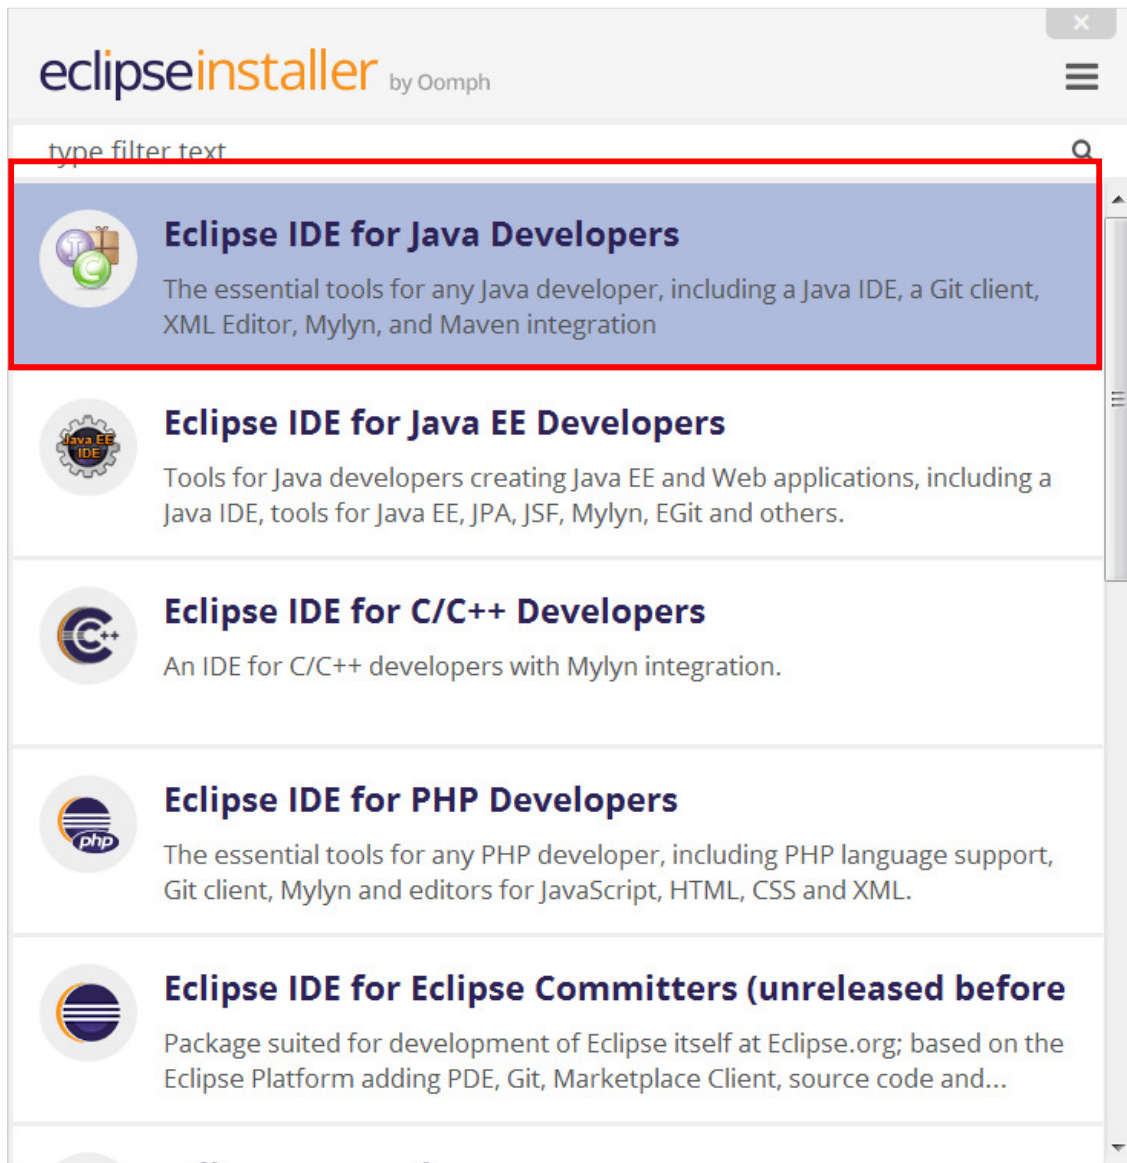 eclipseinstaller by Oomph
type filter text
Eclipse IDE for Java Developers
The essential tools for any Java developer, including a Java IDE, a Git client,
XML Editor, Mylyn, and Maven integration
Java EE
IDE
Eclipse IDE for Java EE Developers
Tools for Java developers creating Java EE and Web applications, including a
Java IDE, tools for Java EE, JPA, JSF, Mylyn, EGit and others.
C++
Eclipse IDE for C/C++ Developers
An IDE for C/C++ developers with Mylyn integration.
php
Eclipse IDE for PHP Developers
The essential tools for any PHP developer, including PHP language support,
Git client, Mylyn and editors for JavaScript, HTML, CSS and XML.
Eclipse IDE for Eclipse Committers (unreleased before
Package suited for development of Eclipse itself at Eclipse.org; based on the
Eclipse Platform adding PDE, Git, Marketplace Client, source code and...